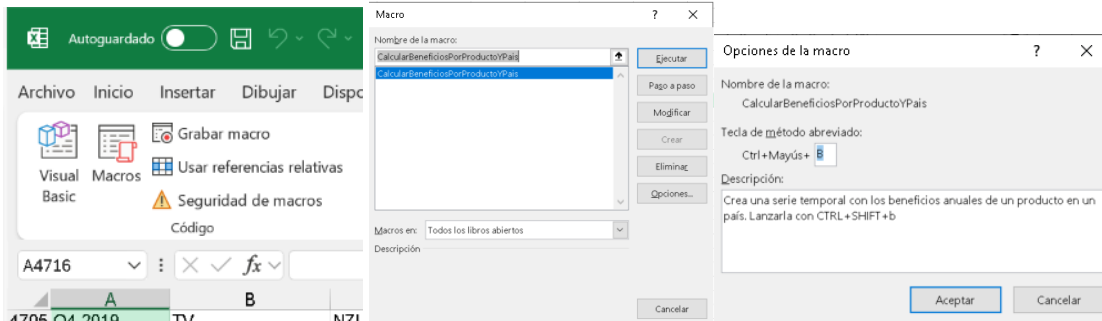 Autoguardado
Archivo Inicio Insertar Dibujar Dispo
Visual Basic
Macros
Grabar macro
Usar referencias relativas
Seguridad de macros
Código
A4716
fx
A B
4705 Q4 2019 TV NZL
Macro ? X
Nombre de la macro:
CalcularBeneficiosPorProductoYPais
CalcularBeneficiosPorProductoYPais
Ejecutar
Paso a paso
Modificar
Crear
Eliminar
Opciones...
Macros en: Todos los libros abiertos
Descripción
Cancelar
Opciones de la macro ? X
Nombre de la macro:
CalcularBeneficiosPorProductoYPais
Tecla de método abreviado:
Ctrl+Mayús+ B
Descripción:
Crea una serie temporal con los beneficios anuales de un producto en un
país. Lanzarla con CTRL+SHIFT+b
Aceptar Cancelar